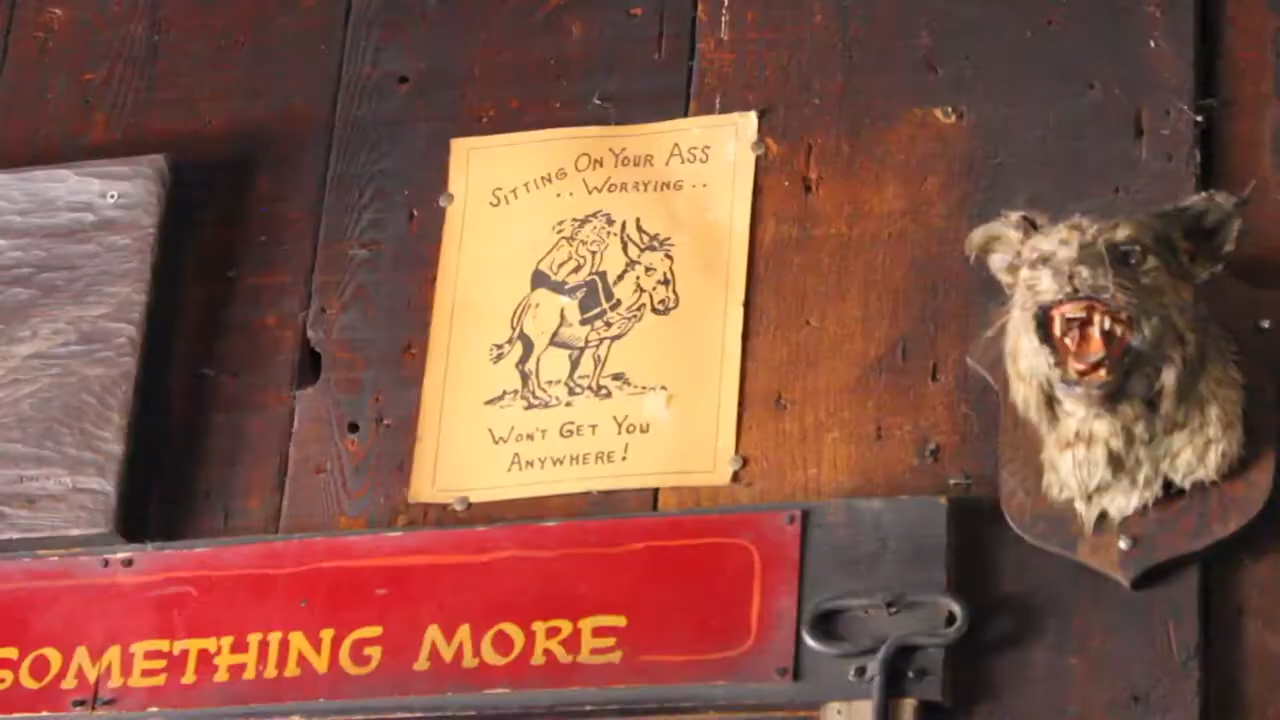 SITTING ON YOUR ASS
.. WORRYING ..
WON'T GET YOU
ANYWHERE!
SOMETHING MORE